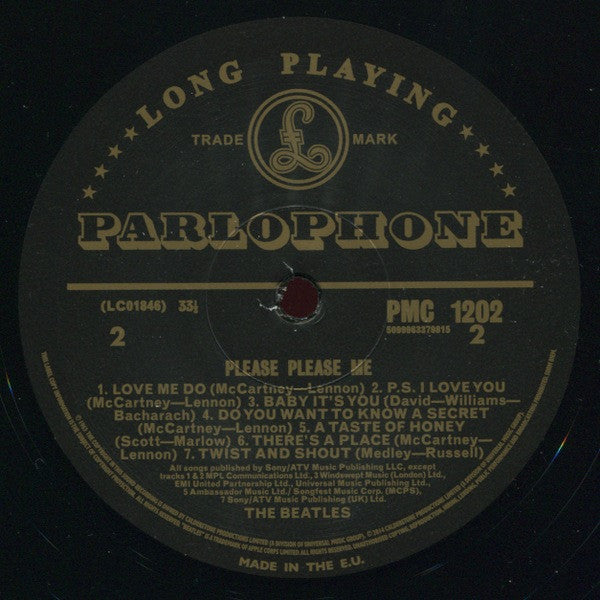 LONG PLAYING
TRADE MARK
£
PARLOPHONE
(LC01846) 33⅓
PMC 1202
5099963379815
2
2
PLEASE PLEASE ME
1. LOVE ME DO (McCartney—Lennon) 2. P.S. I LOVE YOU
(McCartney—Lennon) 3. BABY IT'S YOU (David—Williams—
Bacharach) 4. DO YOU WANT TO KNOW A SECRET
(McCartney—Lennon) 5. A TASTE OF HONEY
(Scott—Marlow) 6. THERE'S A PLACE (McCartney—
Lennon) 7. TWIST AND SHOUT (Medley—Russell)
All songs published by Sony/ATV Music Publishing LLC, except
tracks 1 & 2 MPL Communications Ltd., 3 Windswept Music (London) Ltd.,
EMI United Partnership Ltd., Universal Music Publishing Ltd.,
5 Ambassador Music Ltd./ Songfest Music Corp. (MCPS),
7 Sony/ATV Music Publishing (UK) Ltd.
THE BEATLES
MADE IN THE E.U.